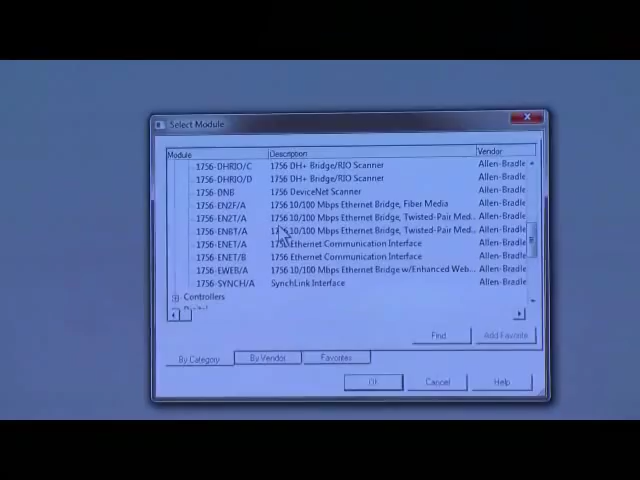 Select Module
Module Description Vendor
1756-DHRIO/C 1756 DH+ Bridge/RIO Scanner Allen-Bradle
1756-DHRIO/D 1756 DH+ Bridge/RIO Scanner Allen-Bradle
1756-DNB 1756 DeviceNet Scanner Allen-Bradle
1756-EN2F/A 1756 10/100 Mbps Ethernet Bridge, Fiber Media Allen-Bradle
1756-EN2T/A 1756 10/100 Mbps Ethernet Bridge, Twisted-Pair Med... Allen-Bradle
1756-ENBT/A 1756 10/100 Mbps Ethernet Bridge, Twisted-Pair Med... Allen-Bradle
1756-ENET/A 1756 Ethernet Communication Interface Allen-Bradle
1756-ENET/B 1756 Ethernet Communication Interface Allen-Bradle
1756-EWEB/A 1756 10/100 Mbps Ethernet Bridge w/Enhanced Web... Allen-Bradle
1756-SYNCH/A SynchLink Interface Allen-Bradle
Controllers
Find Add Favorite
By Category By Vendor Favorites
OK Cancel Help